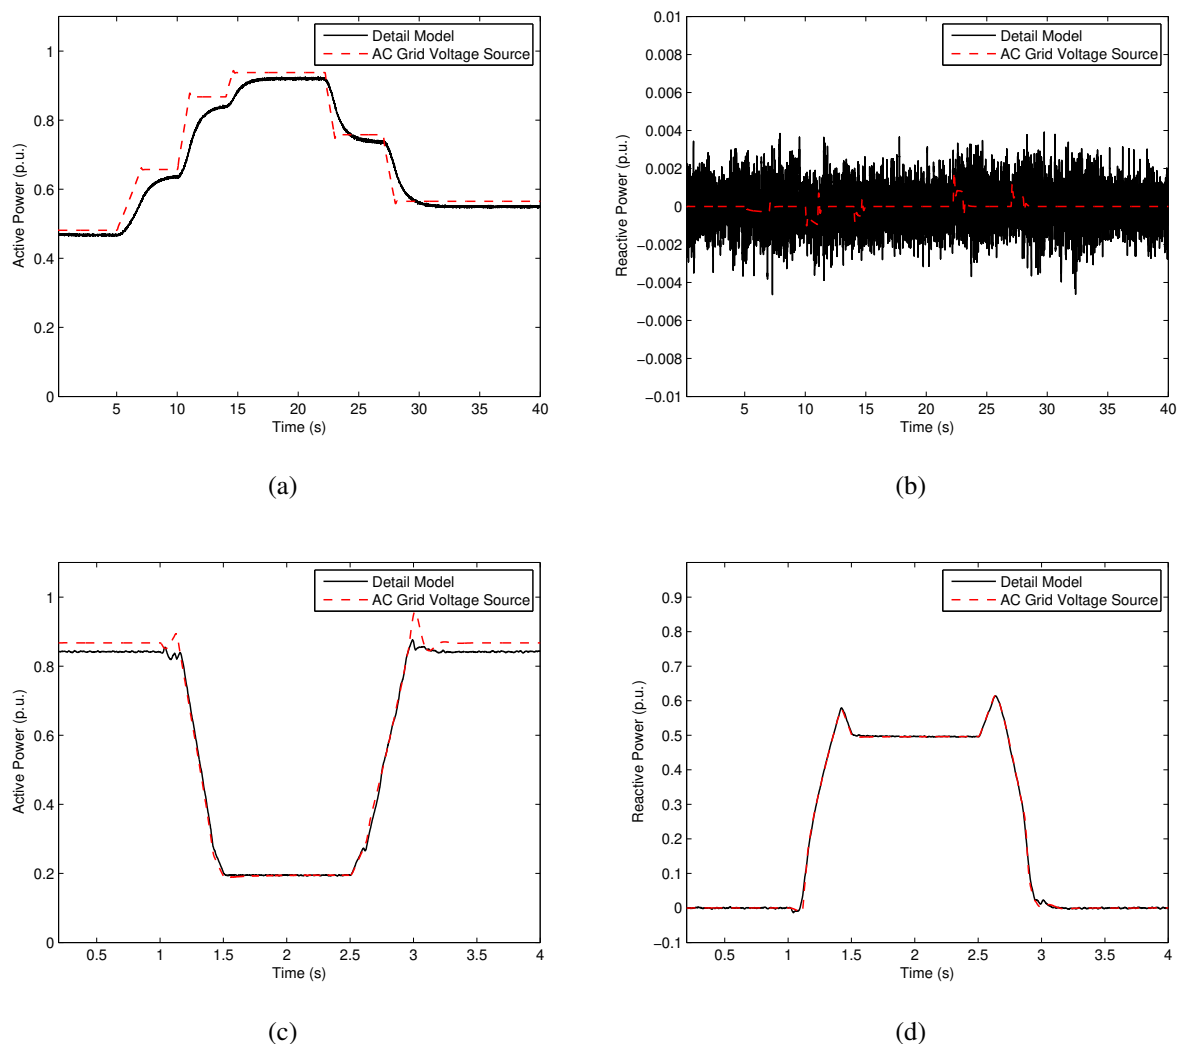 Detail Model
AC Grid Voltage Source
1
0.8
0.6
0.4
0.2
0
Active Power (p.u.)
5 10 15 20 25 30 35 40
Time (s)
(a)
Detail Model
AC Grid Voltage Source
0.01
0.008
0.006
0.004
0.002
0
−0.002
−0.004
−0.006
−0.008
−0.01
Reactive Power (p.u.)
5 10 15 20 25 30 35 40
Time (s)
(b)
Detail Model
AC Grid Voltage Source
1
0.8
0.6
0.4
0.2
0
Active Power (p.u.)
0.5 1 1.5 2 2.5 3 3.5 4
Time (s)
(c)
Detail Model
AC Grid Voltage Source
0.9
0.8
0.7
0.6
0.5
0.4
0.3
0.2
0.1
0
−0.1
Reactive Power (p.u.)
0.5 1 1.5 2 2.5 3 3.5 4
Time (s)
(d)